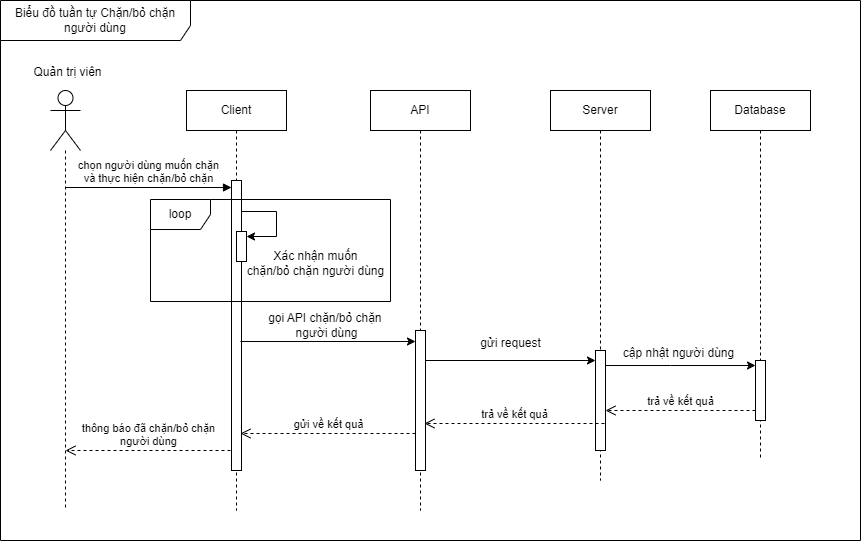 Biểu đồ tuần tự Chặn/bỏ chặn
người dùng
Quản trị viên
Client
API
Server
Database
chọn người dùng muốn chặn
và thực hiện chặn/bỏ chặn
loop
Xác nhận muốn
chặn/bỏ chặn người dùng
gọi API chặn/bỏ chặn
người dùng
gửi request
cập nhật người dùng
trả về kết quả
trả về kết quả
gửi về kết quả
thông báo đã chặn/bỏ chặn
người dùng